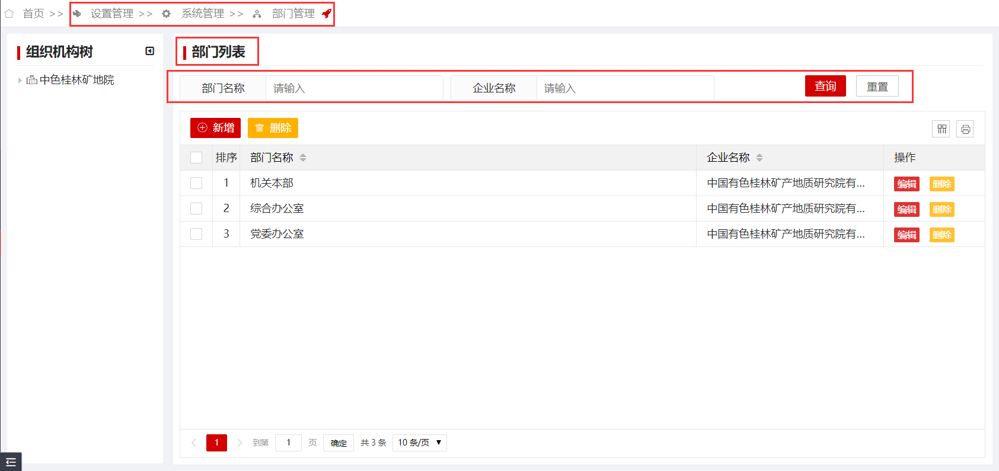 首页 >> 设置管理 >> 系统管理 >> 部门管理
组织机构树
中色桂林矿地院
部门列表
部门名称 请输入 企业名称 请输入 查询 重置
新增 删除
排序 部门名称 企业名称 操作
1 机关本部 中国有色桂林矿产地质研究院有... 编辑 删除
2 综合办公室 中国有色桂林矿产地质研究院有... 编辑 删除
3 党委办公室 中国有色桂林矿产地质研究院有... 编辑 删除
1 到第 1 页 确定 共 3 条 10 条/页